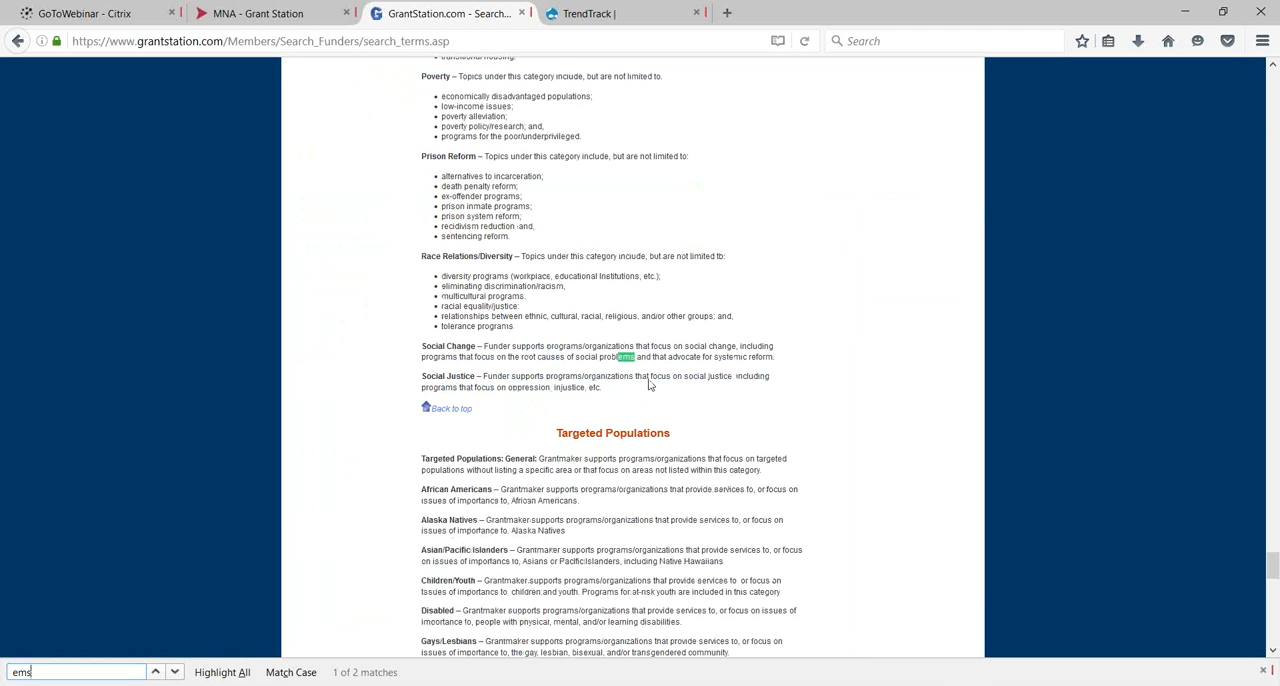 GoToWebinar - Citrix
MNA - Grant Station
GrantStation.com - Search...
TrendTrack |
https://www.grantstation.com/Members/Search_Funders/search_terms.asp
Search
transitional housing.
Poverty – Topics under this category include, but are not limited to.
• economically disadvantaged populations;
• low-income issues;
• poverty alleviation;
• poverty policy/research; and,
• programs for the poor/underprivileged.
Prison Reform – Topics under this category include, but are not limited to:
• alternatives to incarceration;
• death penalty reform;
• ex-offender programs;
• prison inmate programs;
• prison system reform;
• recidivism reduction and,
• sentencing reform.
Race Relations/Diversity – Topics under this category include, but are not limited to:
• diversity programs (workplace, educational Institutions, etc.);
• eliminating discrimination/racism,
• multicultural programs.
• racial equality/justice:
• relationships between ethnic, cultural, racial, religious, and/or other groups; and,
• tolerance programs
Social Change – Funder supports programs/organizations that focus on social change, including
programs that focus on the root causes of social problems and that advocate for systemic reform.
Social Justice – Funder supports programs/organizations that focus on social justice including
programs that focus on oppression, injustice, etc.
Back to top
Targeted Populations
Targeted Populations: General: Grantmaker supports programs/organizations that focus on targeted
populations without listing a specific area or that focus on areas not listed within this category.
African Americans – Grantmaker supports programs/organizations that provide services to, or focus on
issues of importance to, African Americans.
Alaska Natives – Grantmaker supports programs/organizations that provide services to, or focus on
issues of importance to. Alaska Natives
Asian/Pacific Islanders – Grantmaker supports programs/organizations that provide services to, or focus
on issues of importance to, Asians or Pacific Islanders, including Native Hawaiians
Children/Youth – Grantmaker supports programs/organizations that provide services to or focus on
issues of importance to children and youth. Programs for at-risk youth are included in this category
Disabled – Grantmaker supports programs/organizations that provide services to, or focus on issues of
importance to, people with physical, mental, and/or learning disabilities.
Gays/Lesbians – Grantmaker supports programs/organizations that provide services to, or focus on
issues of importance to, the gay, lesbian, bisexual, and/or transgendered community.
ems
Highlight All
Match Case
1 of 2 matches